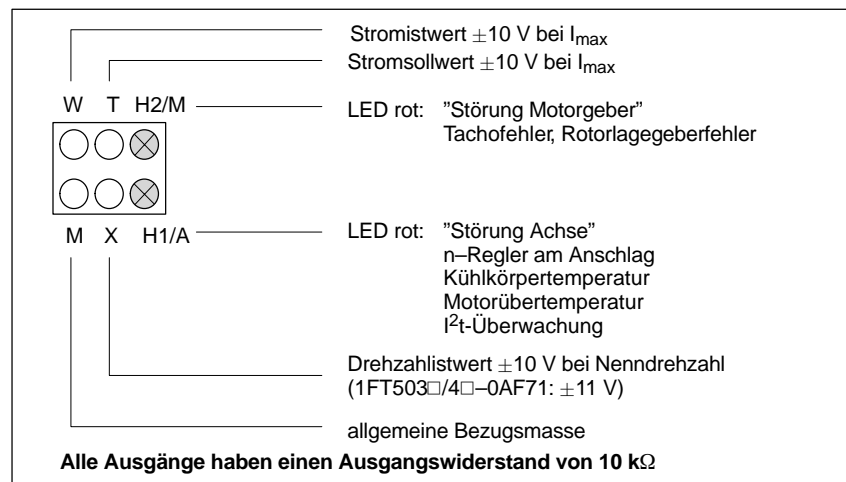 Stromistwert ±10 V bei Imax
Stromsollwert ±10 V bei Imax
W T H2/M
LED rot: ”Störung Motorgeber”
Tachofehler, Rotorlagegeberfehler
M X H1/A
LED rot: ”Störung Achse”
n–Regler am Anschlag
Kühlkörpertemperatur
Motorübertemperatur
I²t-Überwachung
Drehzahlistwert ±10 V bei Nenndrehzahl
(1FT503□/4□–0AF71: ±11 V)
allgemeine Bezugsmasse
Alle Ausgänge haben einen Ausgangswiderstand von 10 kΩ